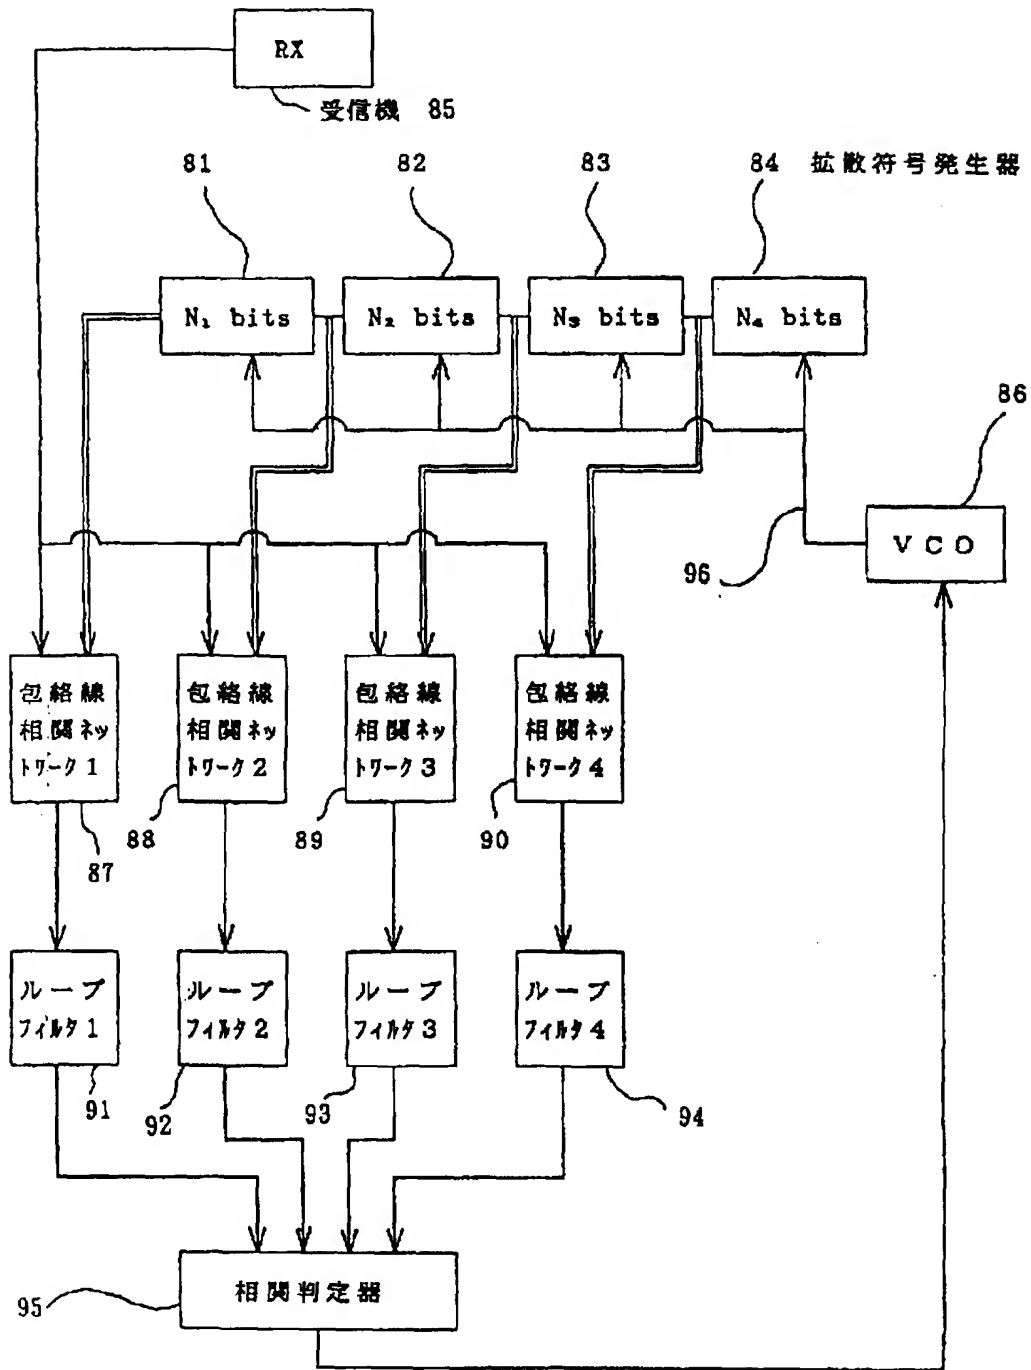 RX
受信機 85
81
82
83
84 拡散符号発生器
N₁ bits
N₂ bits
N₃ bits
N₄ bits
86
VCO
96
包絡線
相関ネッ
トワーク1
包絡線
相関ネッ
トワーク2
包絡線
相関ネッ
トワーク3
包絡線
相関ネッ
トワーク4
87
88
89
90
ループ
フィルタ1
ループ
フィルタ2
ループ
フィルタ3
ループ
フィルタ4
91
92
93
94
相関判定器
95